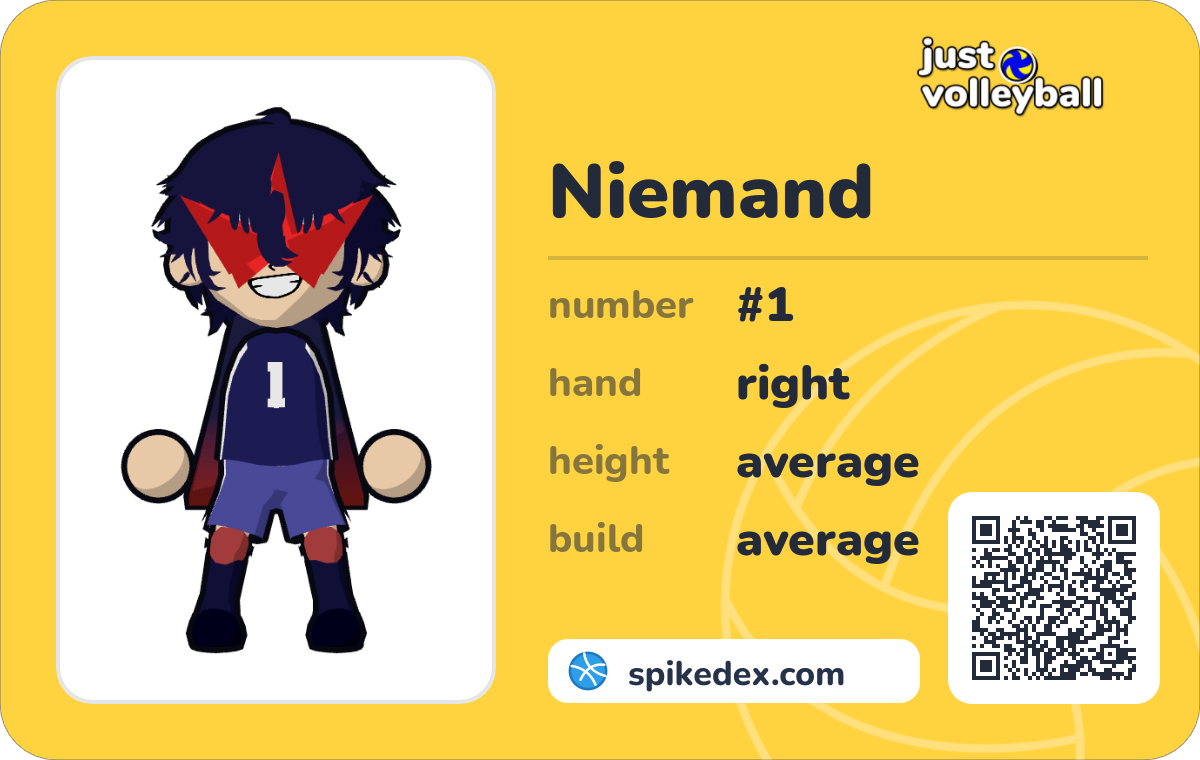 just
volleyball
Niemand
number #1
hand right
height average
build average
1
spikedex.com